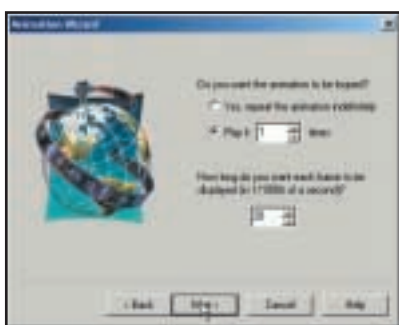 Animation Wizard
Do you want the animation to be looped?
Yes, repeat the animation indefinitely
Play it 1 times
How long do you want each frame to be
displayed (in 1/100th of a second)?
< Back Next > Cancel Help